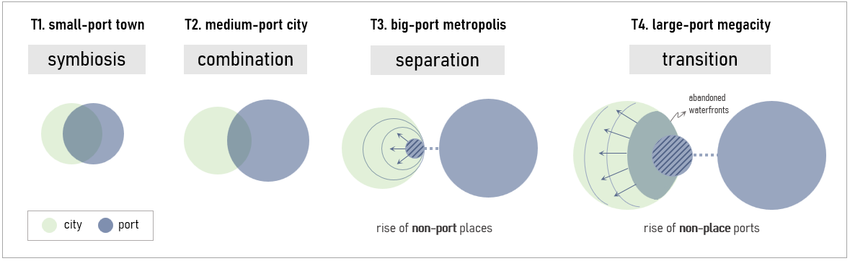 T1. small-port town
T2. medium-port city
T3. big-port metropolis
T4. large-port megacity
symbiosis
combination
separation
transition
abandoned
waterfronts
city
port
rise of non-port places
rise of non-place ports